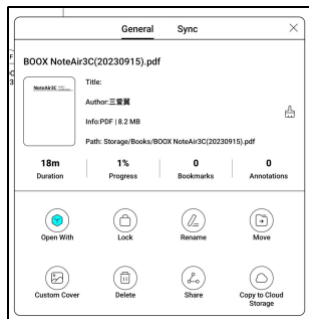 General Sync
BOOX NoteAir3C(20230915).pdf
Title:
NoteAir3C
Author:三萱翼
Info:PDF | 8.2 MB
Path: Storage/Books/BOOX NoteAir3C(20230915).pdf
18m 1% 0 0
Duration Progress Bookmarks Annotations
Open With Lock Rename Move
Custom Cover Delete Share Copy to Cloud
Storage